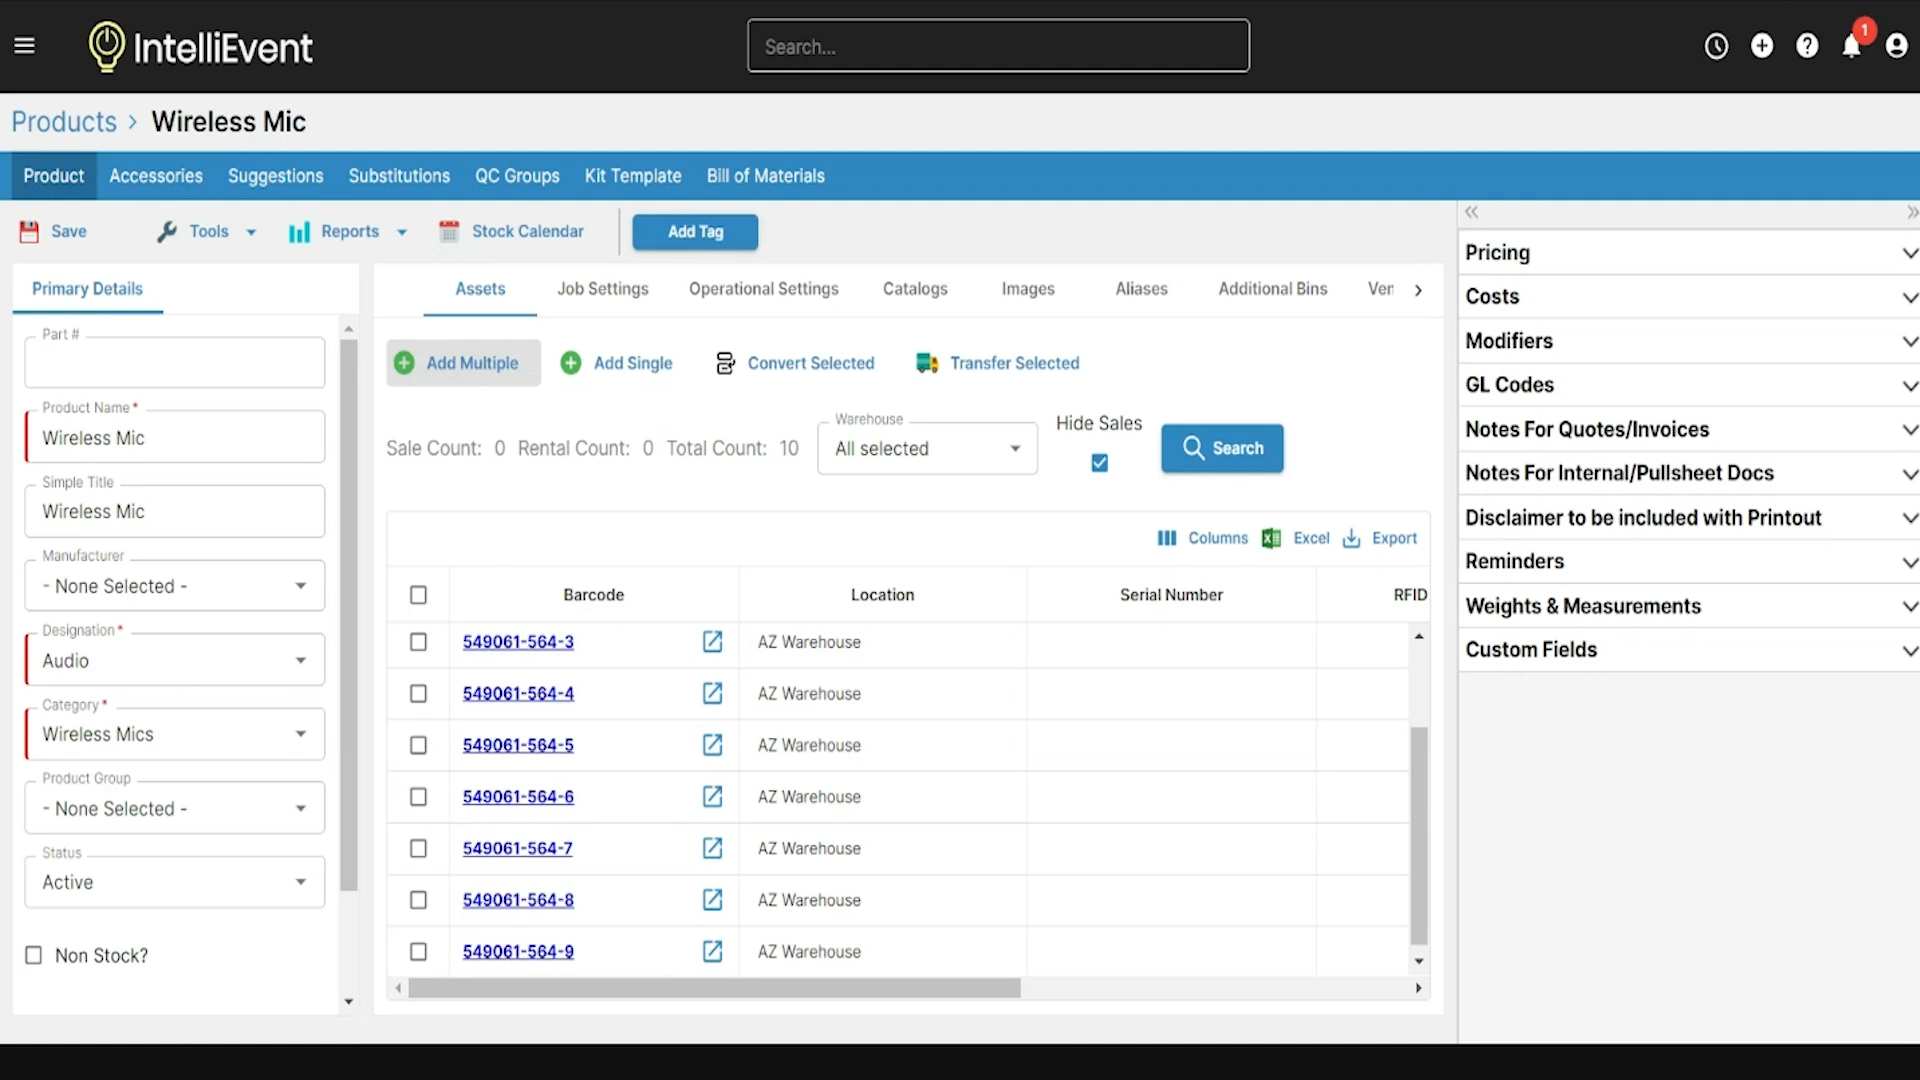 IntelliEvent
Search...
1
Products > Wireless Mic
Product Accessories Suggestions Substitutions QC Groups Kit Template Bill of Materials
Save Tools Reports Stock Calendar Add Tag
Primary Details
Part #
Product Name *
Wireless Mic
Simple Title
Wireless Mic
Manufacturer
- None Selected -
Designation *
Audio
Category *
Wireless Mics
Product Group
- None Selected -
Status
Active
Non Stock?
Assets Job Settings Operational Settings Catalogs Images Aliases Additional Bins Ven
Add Multiple Add Single Convert Selected Transfer Selected
Sale Count: 0 Rental Count: 0 Total Count: 10
Warehouse
All selected
Hide Sales
Search
Columns Excel Export
Barcode Location Serial Number RFID
549061-564-3 AZ Warehouse
549061-564-4 AZ Warehouse
549061-564-5 AZ Warehouse
549061-564-6 AZ Warehouse
549061-564-7 AZ Warehouse
549061-564-8 AZ Warehouse
549061-564-9 AZ Warehouse
Pricing
Costs
Modifiers
GL Codes
Notes For Quotes/Invoices
Notes For Internal/Pullsheet Docs
Disclaimer to be included with Printout
Reminders
Weights & Measurements
Custom Fields